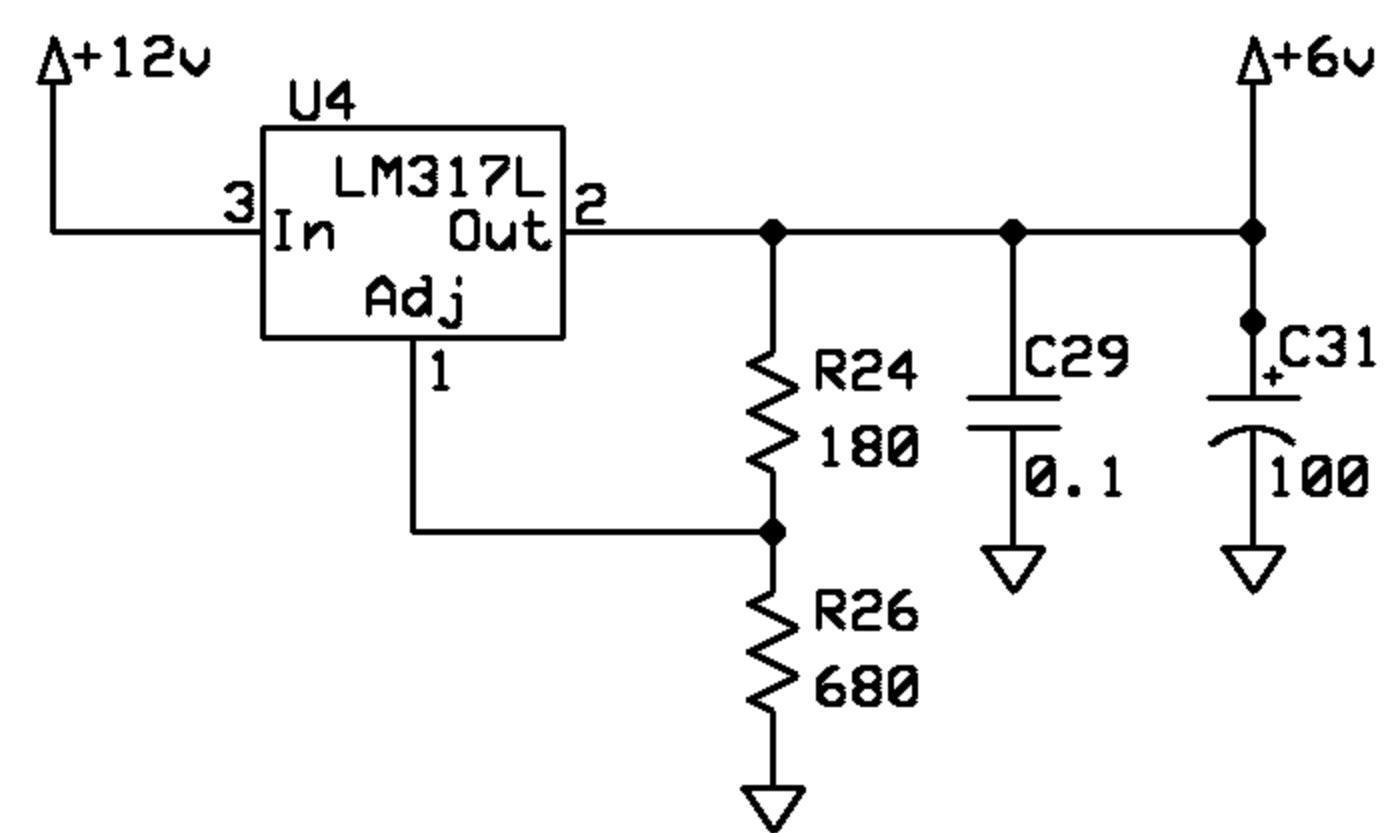 +12v
+6v
U4
LM317L
3
In
Out
2
Adj
1
R24
180
C29
0.1
+
C31
100
R26
680